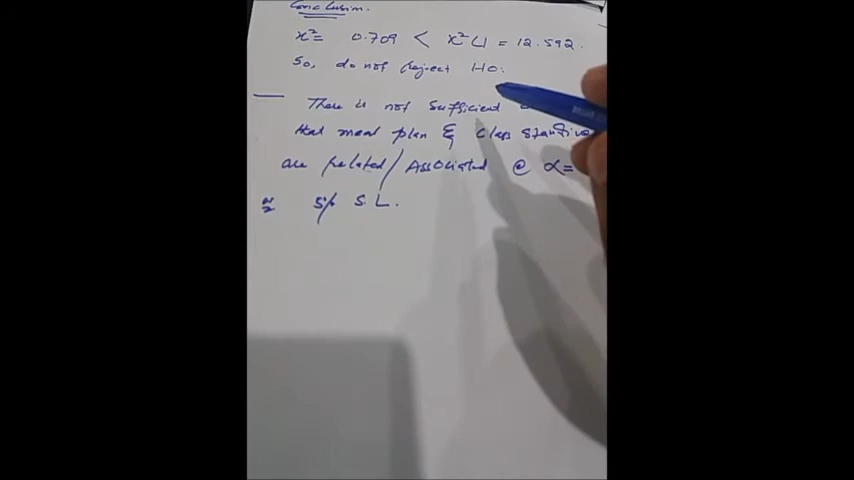 Conclusion.
x² = 0.709 < x²U = 12.592.
So, do not reject H0.
There is not sufficient
that meal plan & class standing
are related/Associated @ α =
5% S.L.